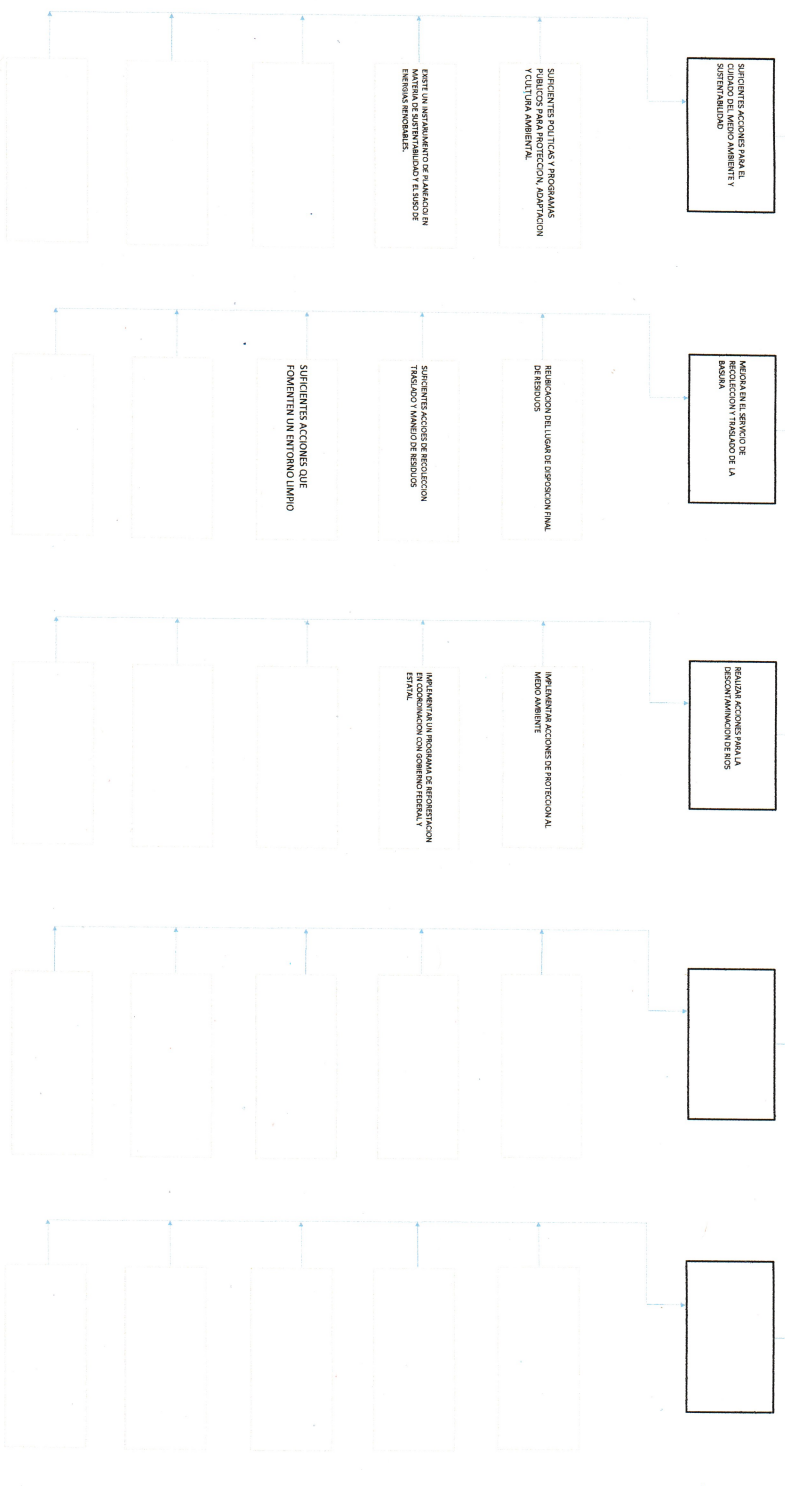 SUFICIENTES ACCIONES PARA EL
CUIDADO DEL MEDIO AMBIENTE Y
SUSTENTABILIDAD
SUFICIENTES POLITICAS Y PROGRAMAS
PUBLICOS PARA PROTECCION, ADAPTACION
Y CULTURA AMBIENTAL
EXISTE UN INSTARUMENTO DE PLANEACIOJ EN
MATERIA DE SUSTENTABILIDAD Y EL SUSO DE
ENERGIAS RENOBABLES.
MEJORA EN EL SERVICIO DE
RECOLECCION Y TRASLADO DE LA
BASURA
REUBICACION DEL LUGAR DE DISPOSICION FINAL
DE RESIDUOS
SUFICIENTES ACCIOES DE RECOLECCION
TRASLADO Y MANEJO DE RESIDUOS
SUFICIENTES ACCIONES QUE
FOMENTEN UN ENTORNO LIMPIO
REALIZAR ACCIONES PARA LA
DESCONTAMINACION DE RIOS
IMPLEMENTAR ACCIONES DE PROTECCION AL
MEDIO AMBIENTE
IMPLEMENTAR UN PROGRAMA DE REFORESTACION
EN COORDINACION CON GOBIERNO FEDERAL Y
ESTATAL